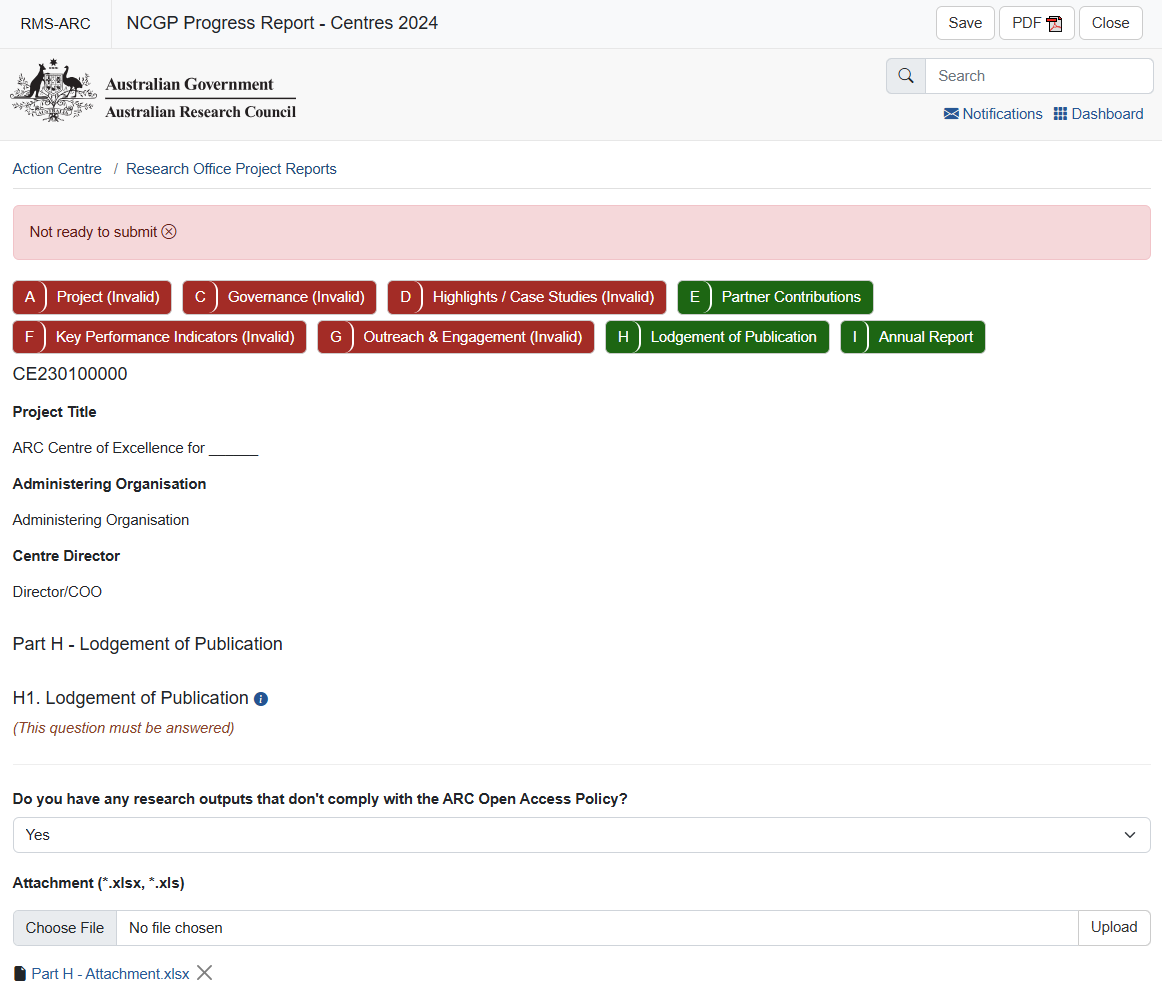 RMS-ARC NCGP Progress Report - Centres 2024 Save PDF Close
Australian Government
Australian Research Council
Search
Notifications Dashboard
Action Centre / Research Office Project Reports
Not ready to submit
A Project (Invalid) C Governance (Invalid) D Highlights / Case Studies (Invalid) E Partner Contributions
F Key Performance Indicators (Invalid) G Outreach & Engagement (Invalid) H Lodgement of Publication I Annual Report
CE230100000
Project Title
ARC Centre of Excellence for ______
Administering Organisation
Administering Organisation
Centre Director
Director/COO
Part H - Lodgement of Publication
H1. Lodgement of Publication
(This question must be answered)
Do you have any research outputs that don't comply with the ARC Open Access Policy?
Yes
Attachment (*.xlsx, *.xls)
Choose File No file chosen Upload
Part H - Attachment.xlsx